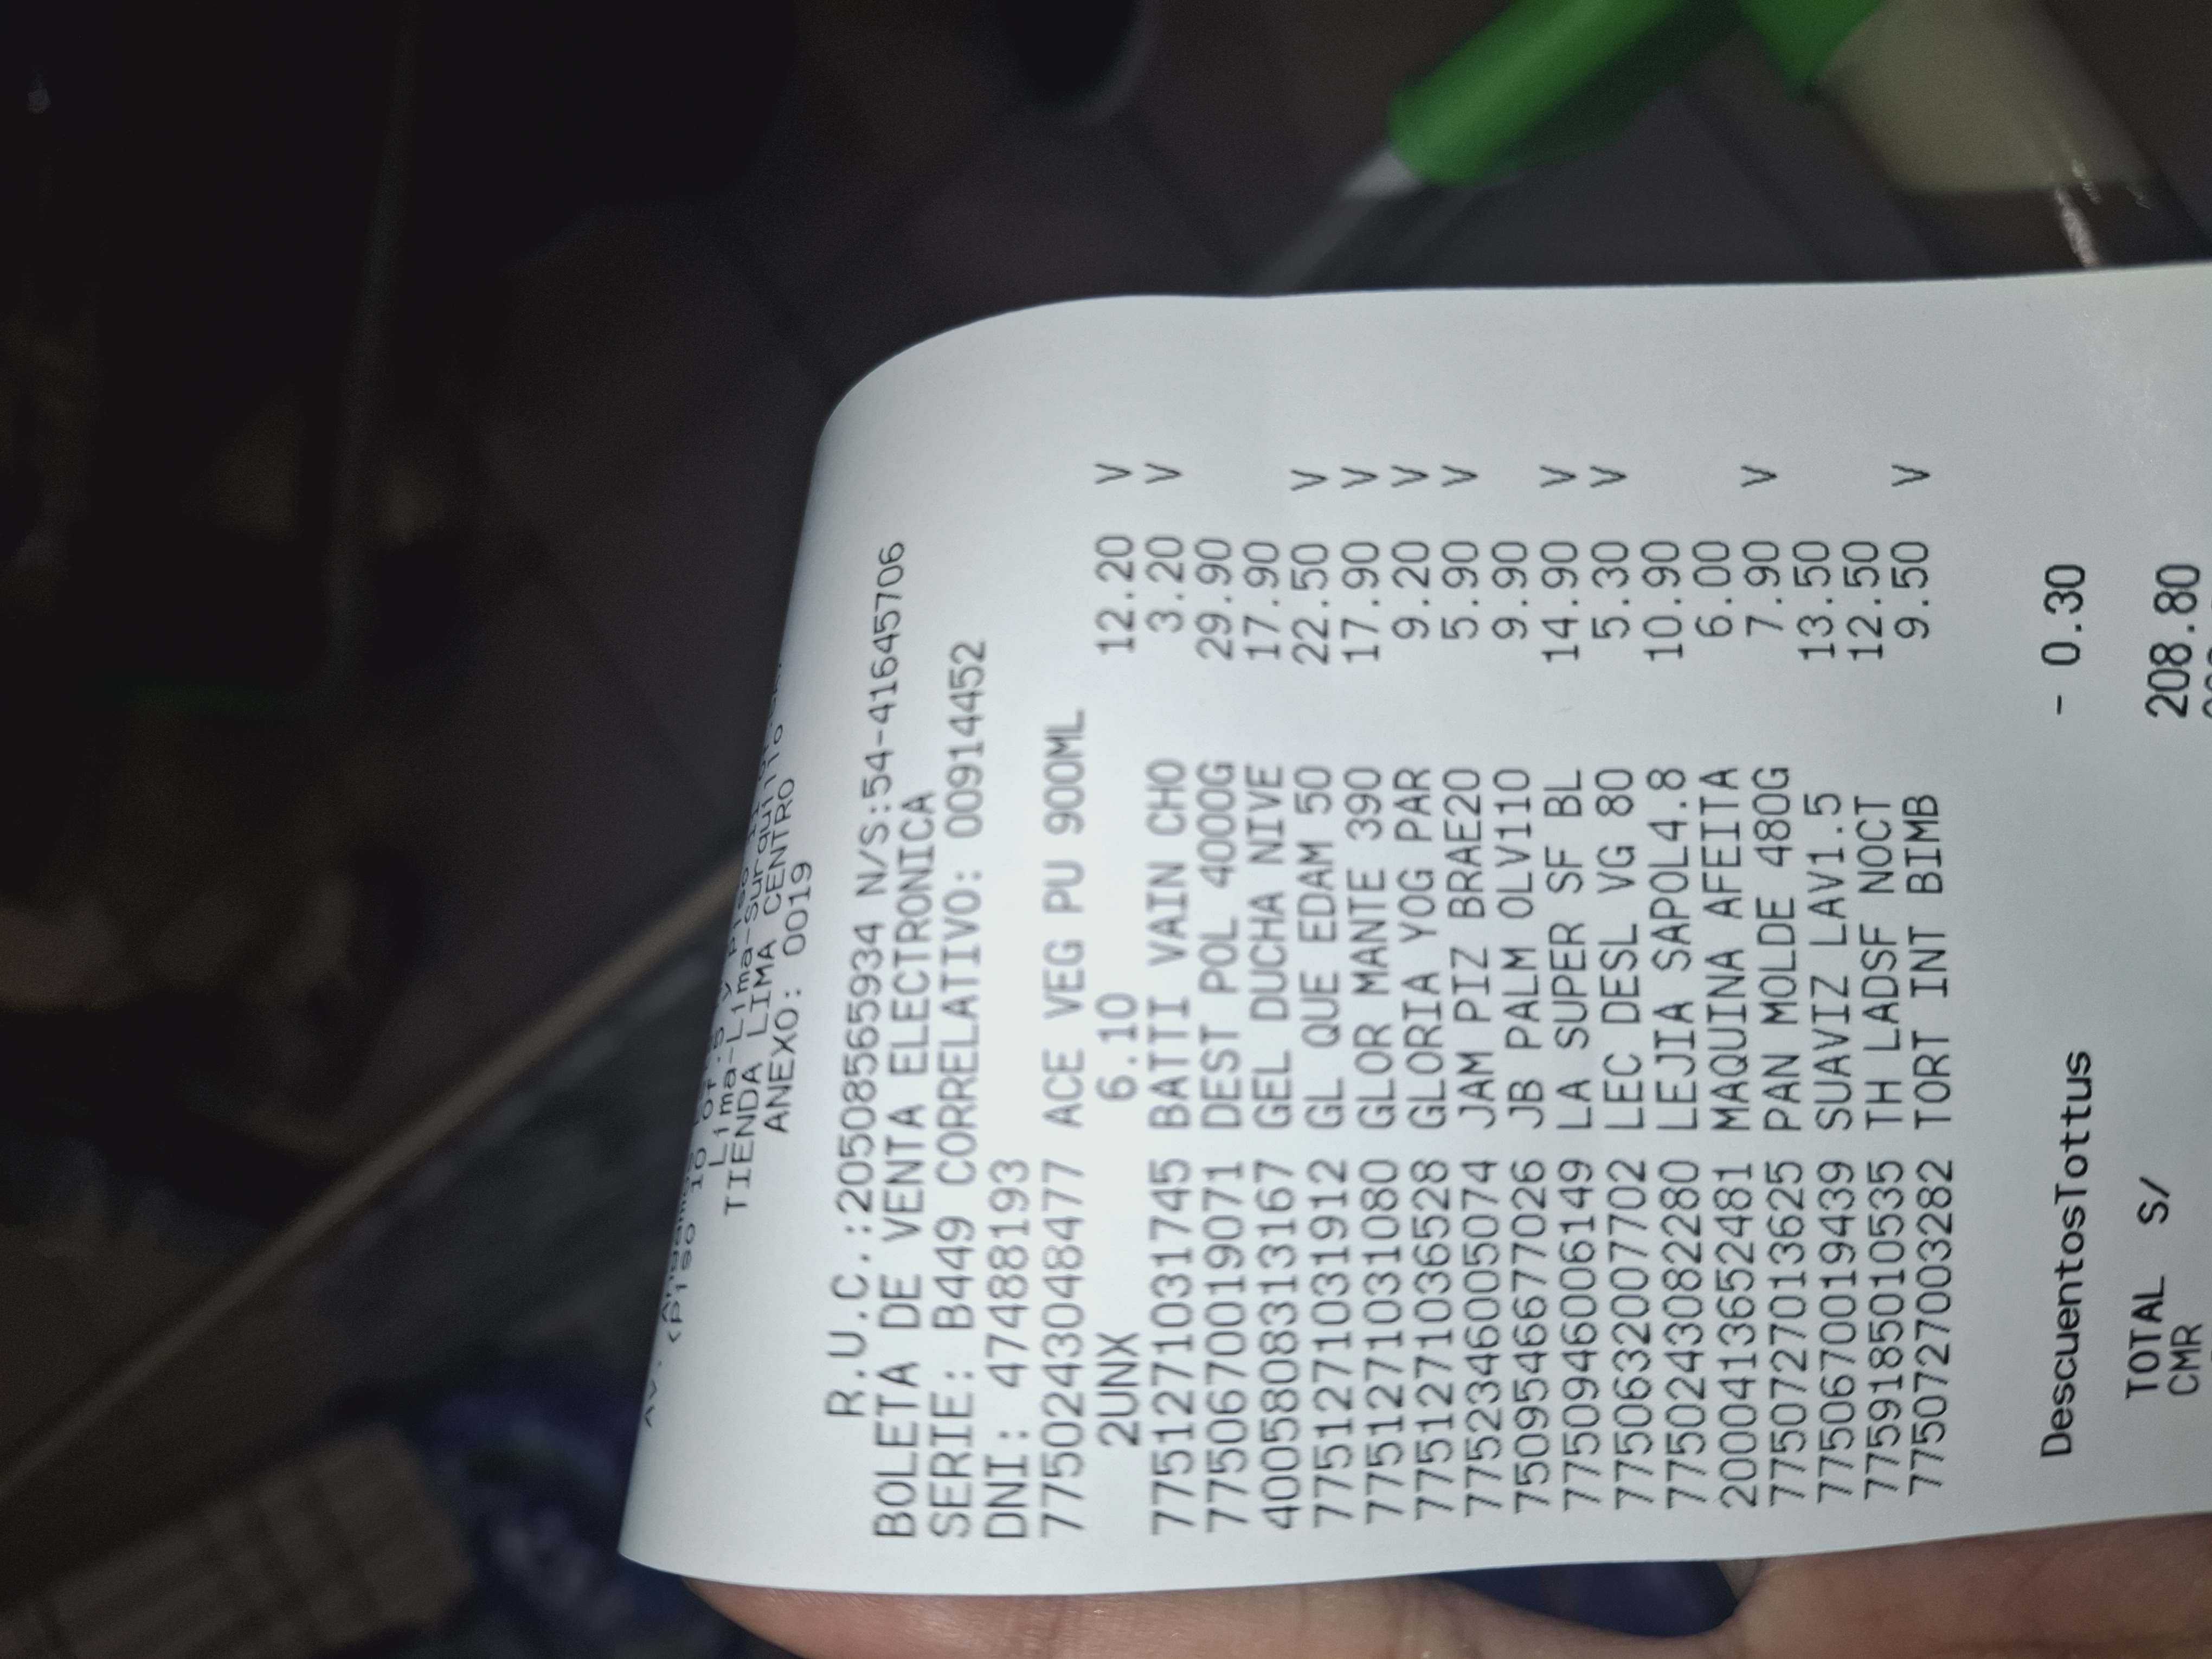 Av. Angamos
(Piso 10 of.5 y Piso 11
Lima-Lima-Surquillo
TIENDA LIMA CENTRO
ANEXO: 0019
R.U.C.:20508565934 N/S:54-41645706
BOLETA DE VENTA ELECTRONICA
SERIE: B449 CORRELATIVO: 00914452
DNI: 47488193
7750243048477 ACE VEG PU 900ML
2UNX 6.10 12.20 V
7751271031745 BATTI VAIN CHO 3.20 V
7750670019071 DEST POL 4000G 29.90
4005808313167 GEL DUCHA NIVE 17.90
7751271031912 GL QUE EDAM 50 22.50 V
7751271031080 GLOR MANTE 390 17.90 V
7751271036528 GLORIA YOG PAR 9.20 V
7752346005074 JAM PIZ BRAE20 5.90 V
7509546677026 JB PALM OLV110 9.90
7750946006149 LA SUPER SF BL 14.90 V
7750632007702 LEC DESL VG 80 5.30 V
7750243082280 LEJIA SAPOL4.8 10.90
2000413652481 MAQUINA AFEITA 6.00
7750727013625 PAN MOLDE 480G 7.90 V
7750670019439 SUAVIZ LAV1.5 13.50
7759185010535 TH LADSF NOCT 12.50
7750727003282 TORT INT BIMB 9.50 V
DescuentosTottus - 0.30
TOTAL S/ 208.80
CMR